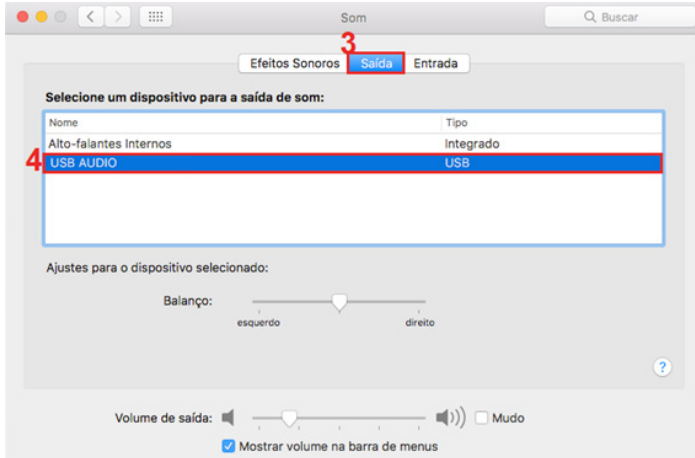 Som
Buscar
3
Efeitos Sonoros Saída Entrada
Selecione um dispositivo para a saída de som:
Nome Tipo
Alto-falantes Internos Integrado
4 USB AUDIO USB
Ajustes para o dispositivo selecionado:
Balanço:
esquerdo direito
?
Volume de saída: Mudo
Mostrar volume na barra de menus